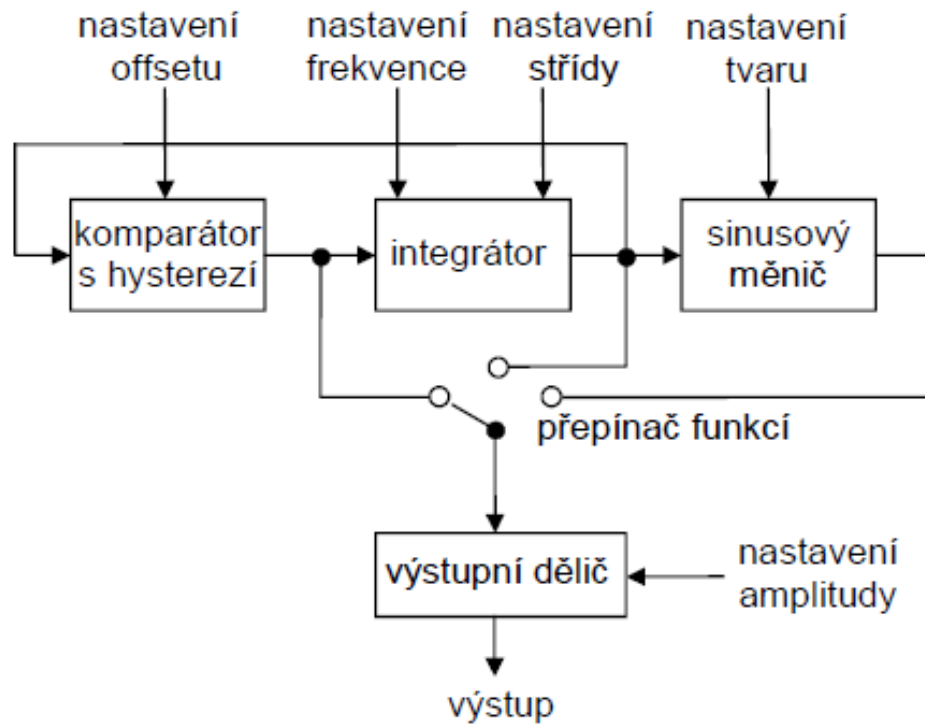 nastavení
offsetu
nastavení
frekvence
nastavení
střídy
nastavení
tvaru
komparátor
s hysterezí
integrátor
sinusový
měnič
přepínač funkcí
výstupní dělič
nastavení
amplitudy
výstup